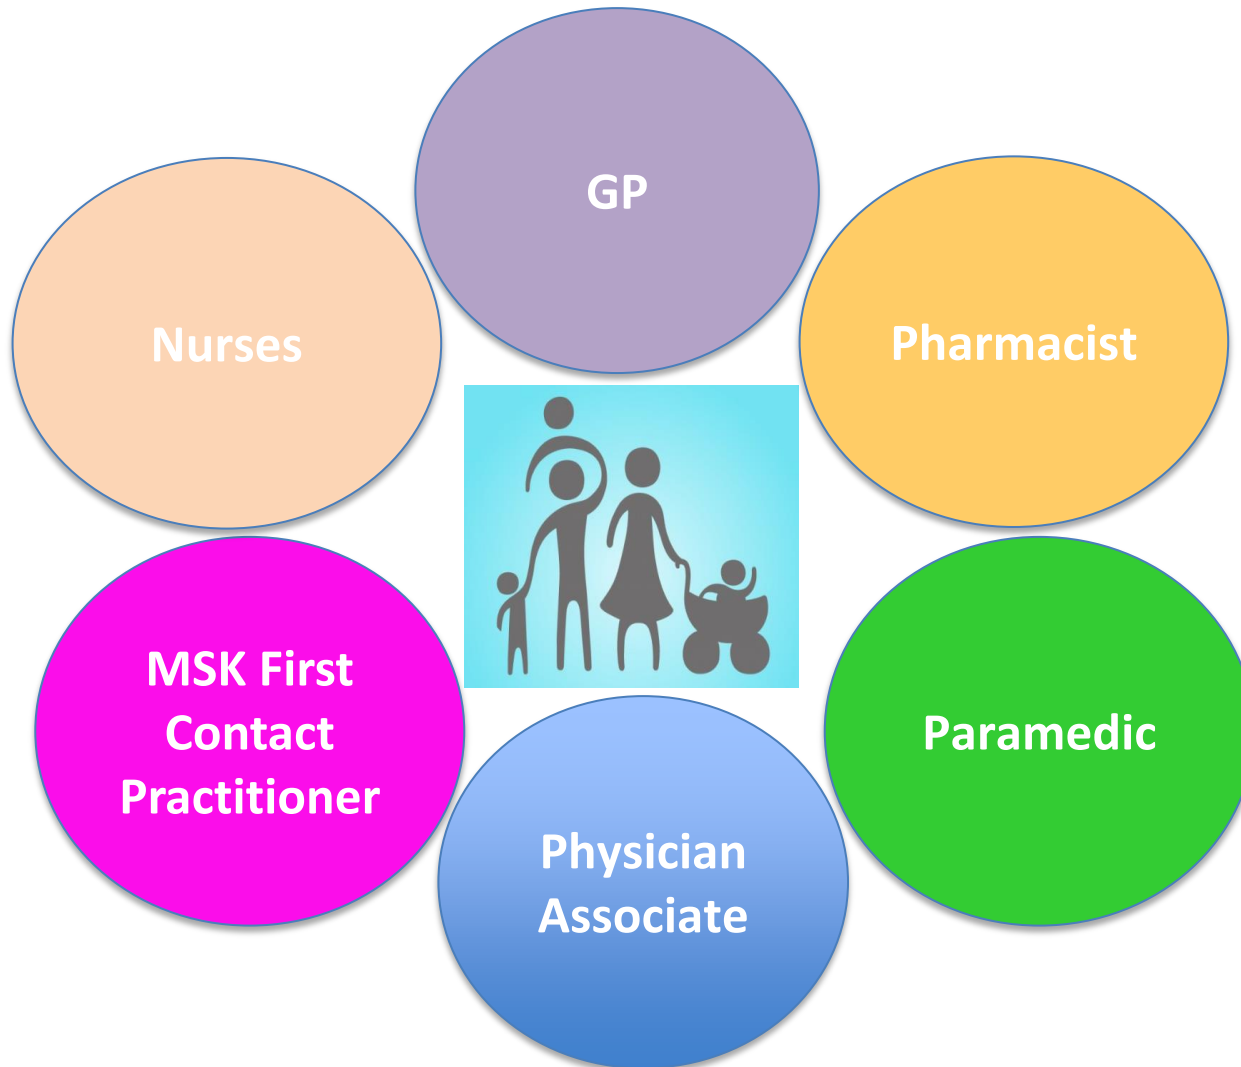 GP
Nurses
Pharmacist
MSK First
Contact
Practitioner
Paramedic
Physician
Associate